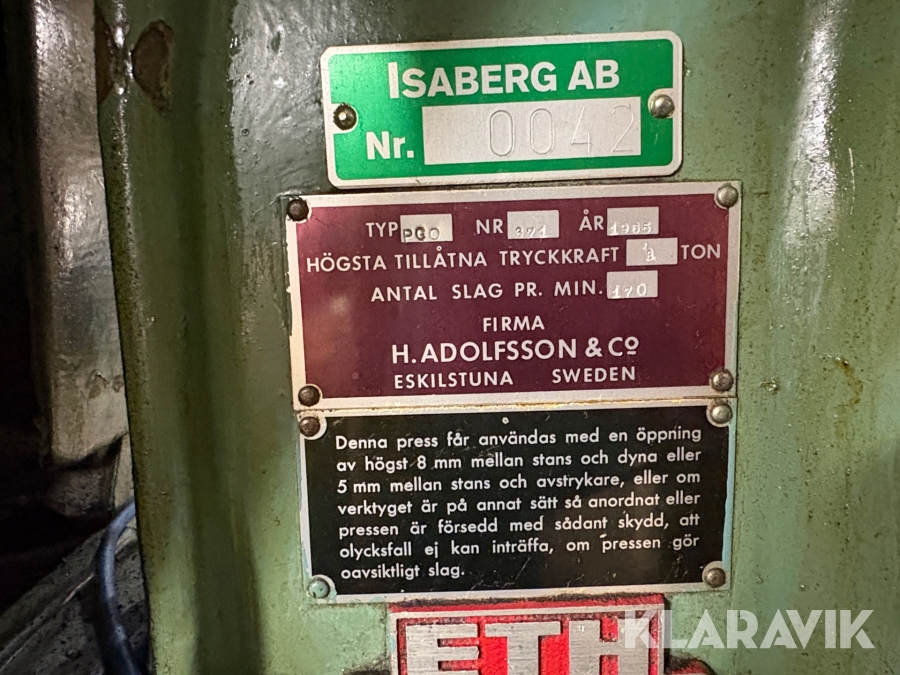 ISABERG AB
Nr. 0042
TYP PGO NR 371 ÅR 1965
HÖGSTA TILLÅTNA TRYCKKRAFT TON
ANTAL SLAG PR. MIN. 170
FIRMA
H. ADOLFSSON & Cº
ESKILSTUNA SWEDEN
Denna press får användas med en öppning
av högst 8 mm mellan stans och dyna eller
5 mm mellan stans och avstrykare, eller om
verktyget är på annat sätt så anordnat eller
pressen är försedd med sådant skydd, att
olycksfall ej kan inträffa, om pressen gör
oavsiktligt slag.
ETH
KLARAVIK